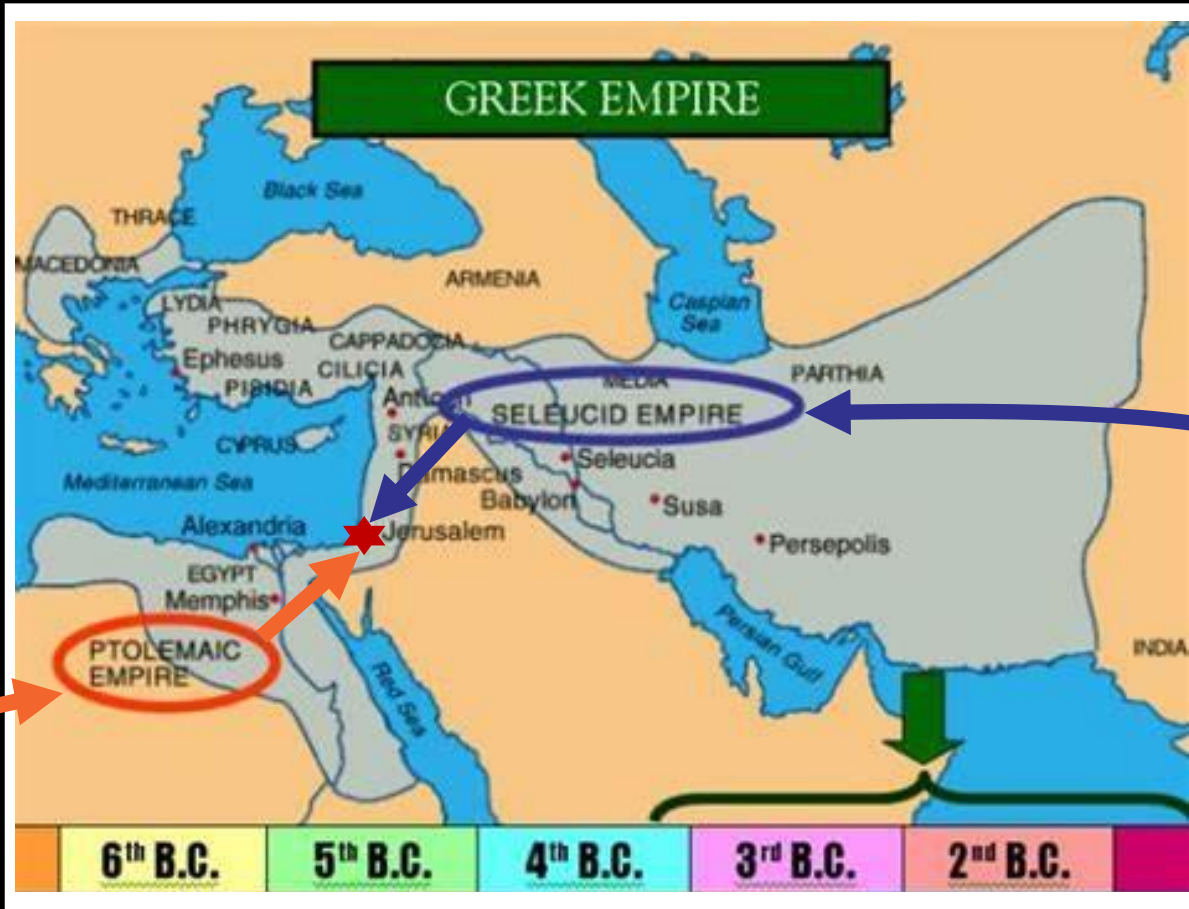 GREEK EMPIRE
Black Sea
THRACE
MACEDONIA
ARMENIA
LYDIA
Caspian
Sea
PHRYGIA
CAPPADOCIA
Ephesus
CILICIA
PARTHIA
MEDIA
PISIDIA
Antioch
SELEUCID EMPIRE
SYRIA
CYPRUS
Seleucia
Damascus
Mediterranean Sea
Babylon
Susa
Alexandria
Jerusalem
Persepolis
EGYPT
Memphis
Persian Gulf
PTOLEMAIC
EMPIRE
INDIA
Red Sea
6th B.C.
5th B.C.
4th B.C.
3rd B.C.
2nd B.C.